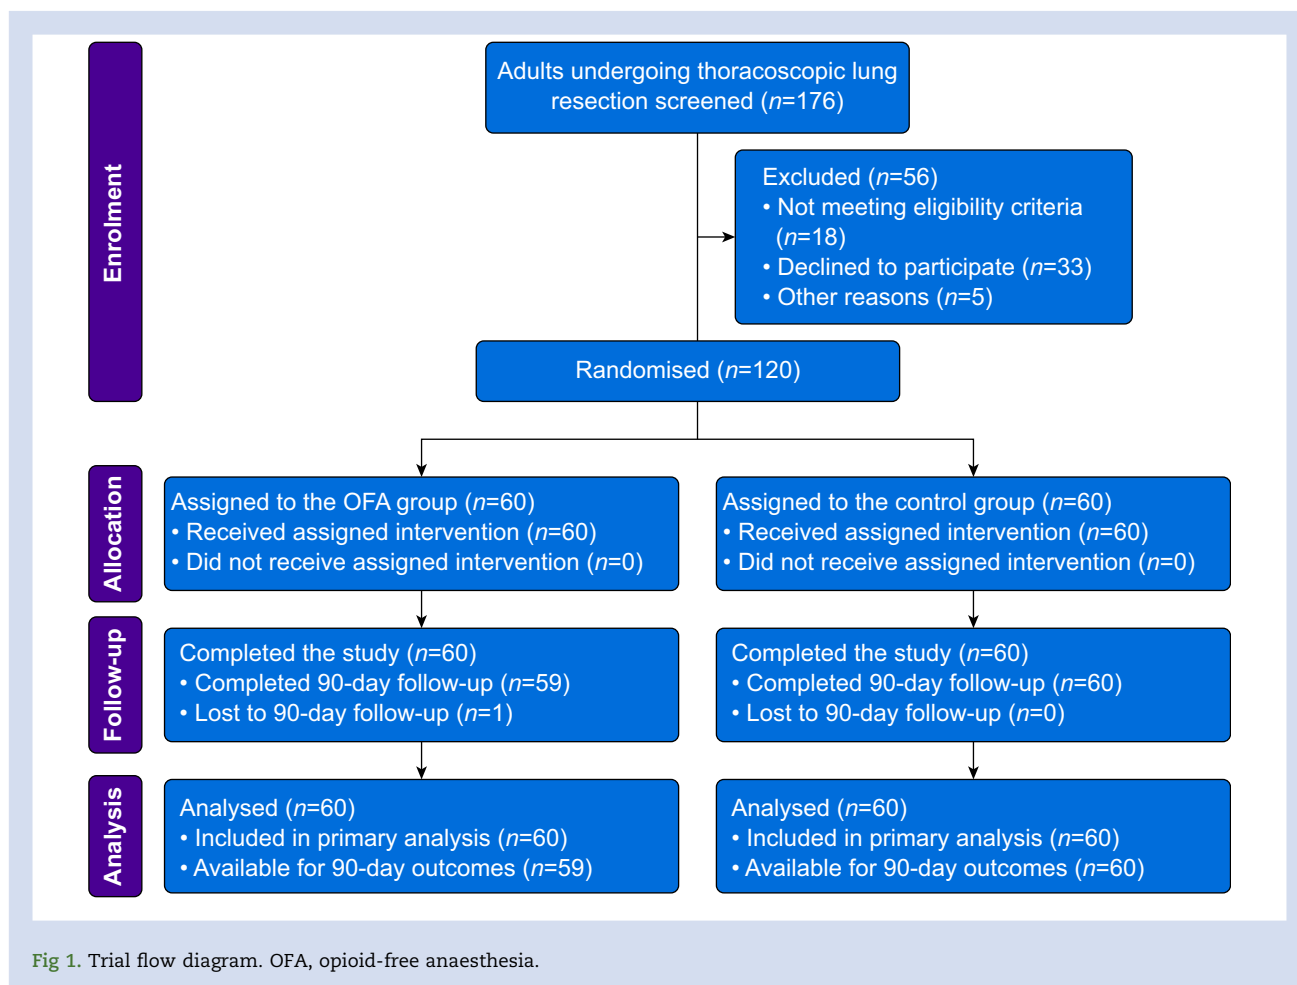 Enrolment
Adults undergoing thoracoscopic lung
resection screened (n=176)
Excluded (n=56)
• Not meeting eligibility criteria
(n=18)
• Declined to participate (n=33)
• Other reasons (n=5)
Randomised (n=120)
Allocation
Assigned to the OFA group (n=60)
• Received assigned intervention (n=60)
• Did not receive assigned intervention (n=0)
Assigned to the control group (n=60)
• Received assigned intervention (n=60)
• Did not receive assigned intervention (n=0)
Follow-up
Completed the study (n=60)
• Completed 90-day follow-up (n=59)
• Lost to 90-day follow-up (n=1)
Completed the study (n=60)
• Completed 90-day follow-up (n=60)
• Lost to 90-day follow-up (n=0)
Analysis
Analysed (n=60)
• Included in primary analysis (n=60)
• Available for 90-day outcomes (n=59)
Analysed (n=60)
• Included in primary analysis (n=60)
• Available for 90-day outcomes (n=60)
Fig 1. Trial flow diagram. OFA, opioid-free anaesthesia.